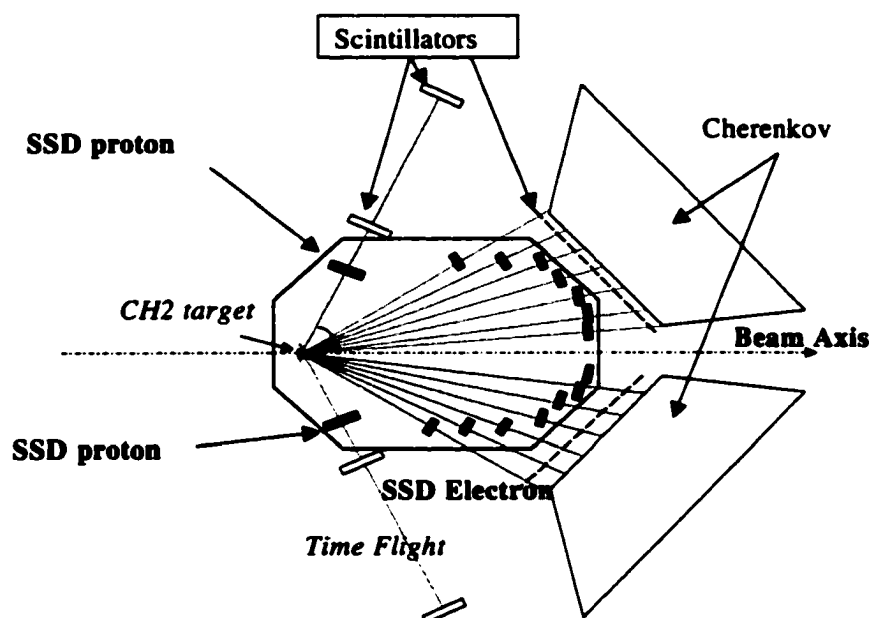 Scintillators
Cherenkov
SSD proton
CH2 target
Beam Axis
SSD proton
SSD Electron
Time Flight